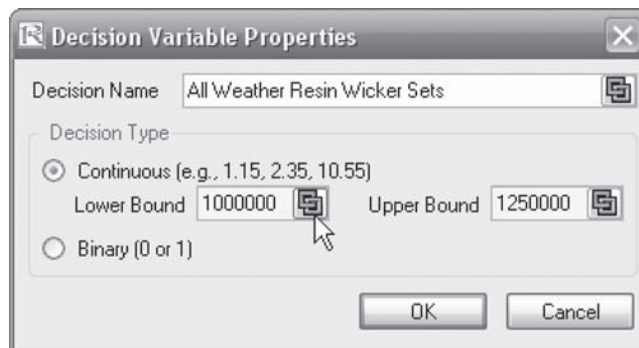 Decision Variable Properties
Decision Name All Weather Resin Wicker Sets
Decision Type
Continuous (e.g., 1.15, 2.35, 10.55)
Lower Bound 1000000 Upper Bound 1250000
Binary (0 or 1)
OK Cancel